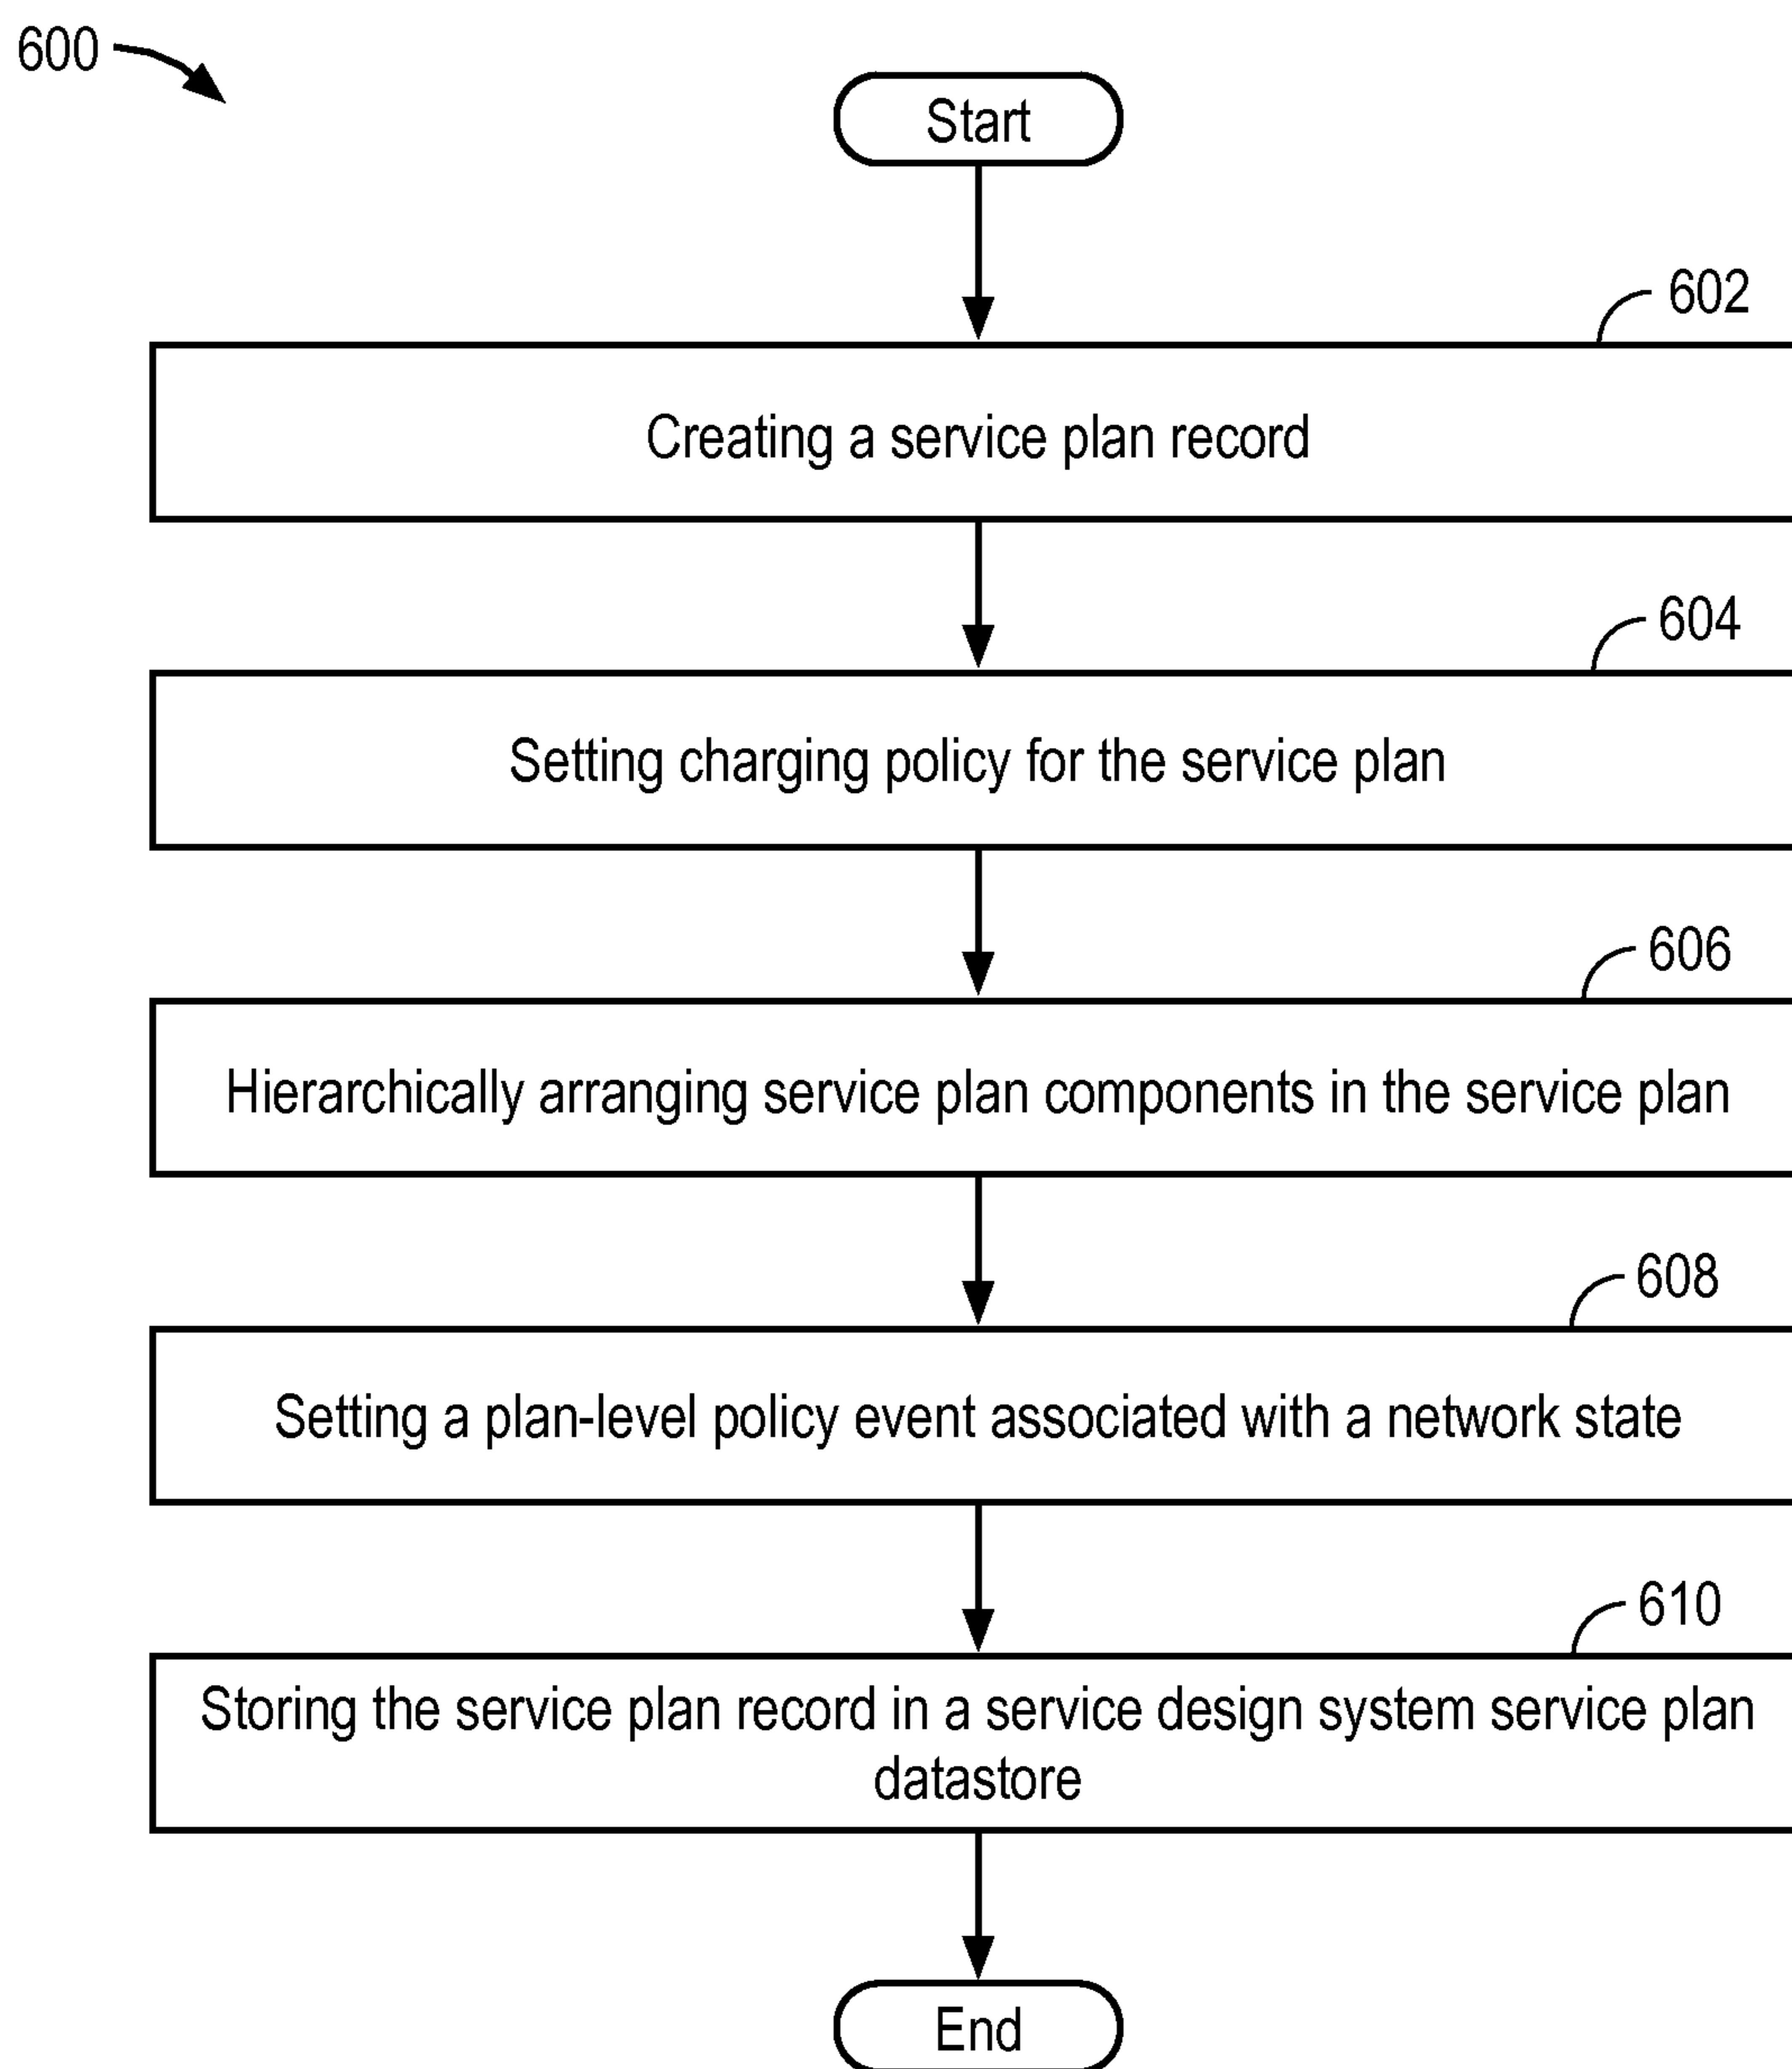 600
Start
602
Creating a service plan record
604
Setting charging policy for the service plan
606
Hierarchically arranging service plan components in the service plan
608
Setting a plan-level policy event associated with a network state
610
Storing the service plan record in a service design system service plan
datastore
End